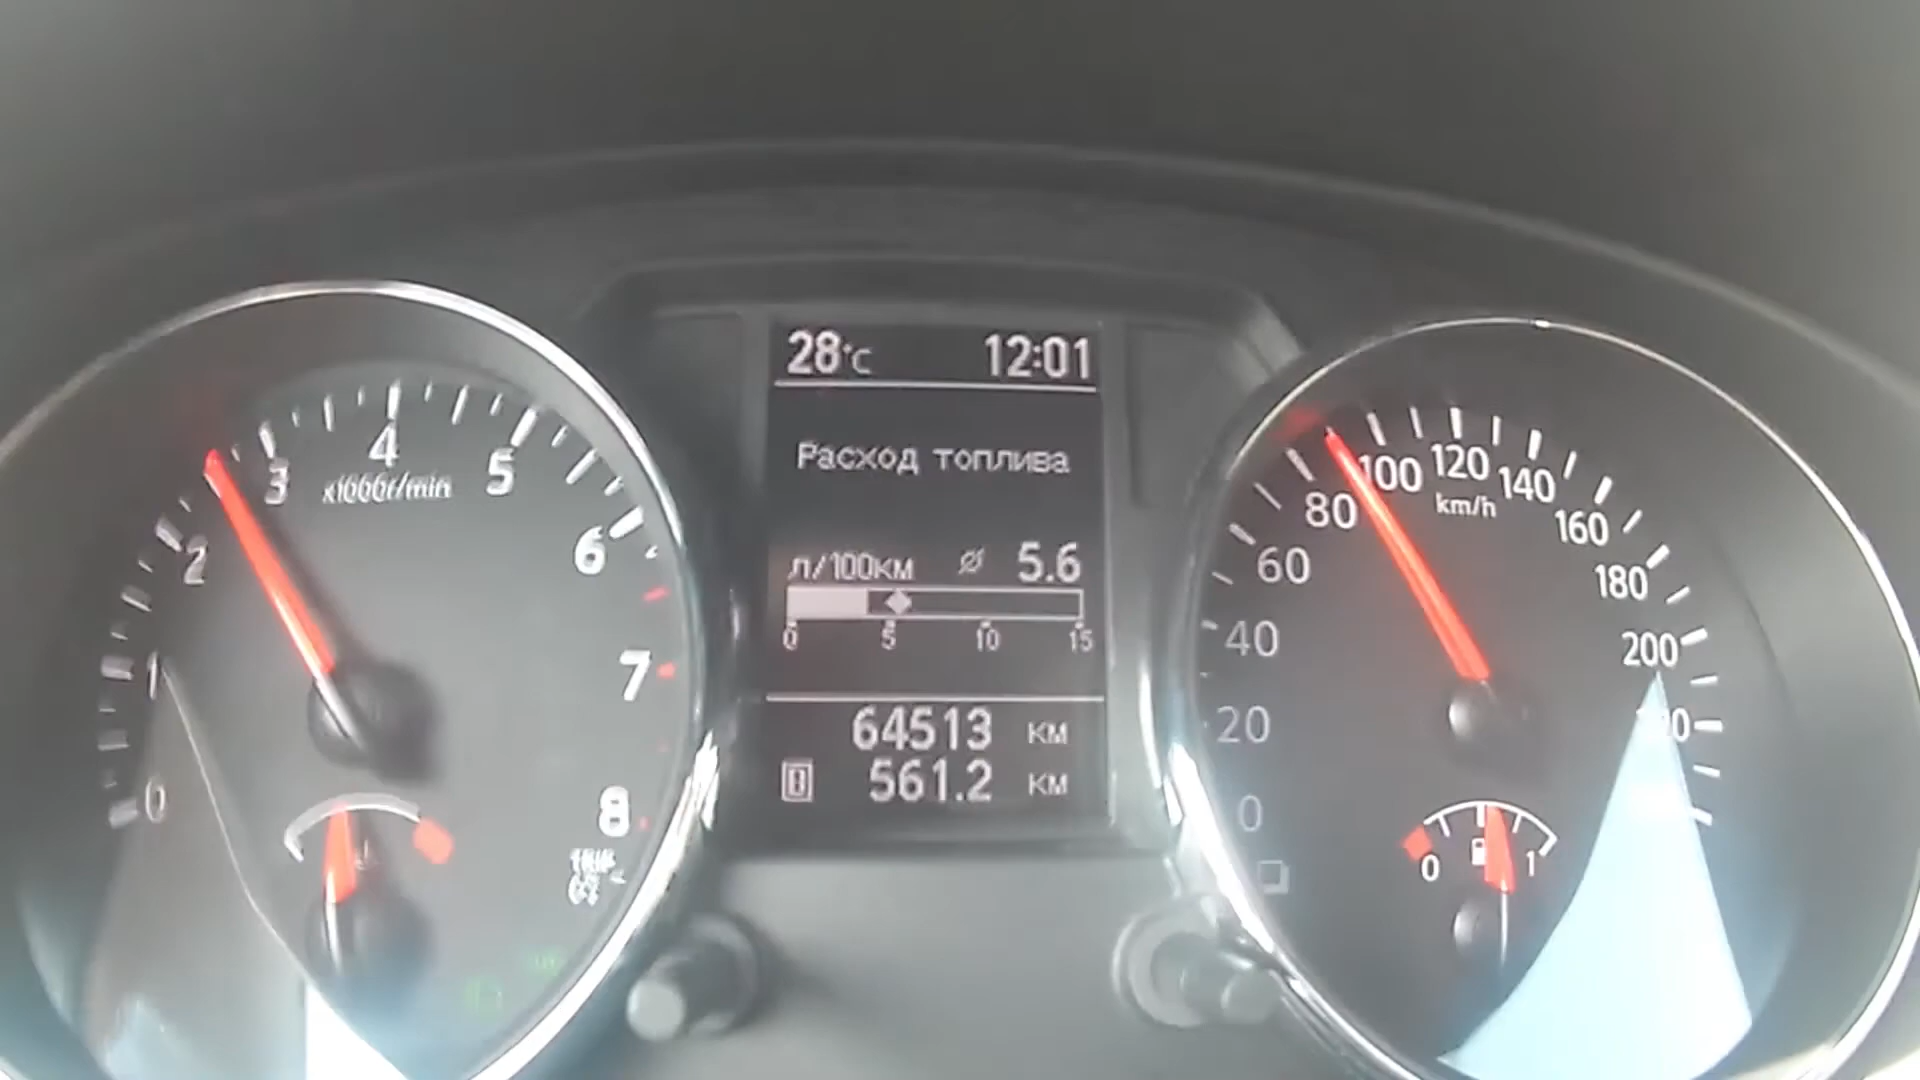 28°C 12:01
Расход топлива
л/100км ø 5.6
0 5 10 15
64513 км
561.2 км
0 1 2 3 4 5 6 7 8
x1000r/min
TRIP
0 20 40 60 80 100 120 140 160 180 200
km/h
0 1